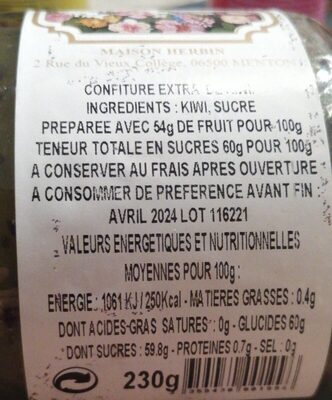 MAISON HERBIN
2 Rue du Vieux Collège, 06500 MENTON
CONFITURE EXTRA DE KIWI
INGREDIENTS : KIWI, SUCRE
PREPAREE AVEC 54g DE FRUIT POUR 100g
TENEUR TOTALE EN SUCRES 60g POUR 100g
A CONSERVER AU FRAIS APRES OUVERTURE
A CONSOMMER DE PREFERENCE AVANT FIN :
AVRIL 2024 LOT 116221
VALEURS ENERGETIQUES ET NUTRITIONNELLES
MOYENNES POUR 100g :
ENERGIE : 1061 KJ / 250Kcal - MATIERES GRASSES : 0.4g
DONT ACIDES-GRAS SATURES : 0g - GLUCIDES 60g
DONT SUCRES : 59.8g - PROTEINES 0.7g - SEL : 0g
230g